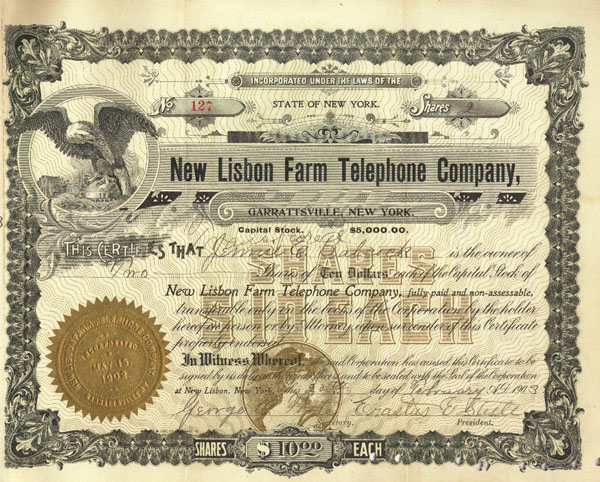 INCORPORATED UNDER THE LAWS OF THE
No 127
STATE OF NEW YORK.
Shares 2
New Lisbon Farm Telephone Company,
GARRATTSVILLE, NEW YORK.
Capital Stock, $5,000.00.
THIS CERTIFIES THAT Jennie C. is the owner of
Two Shares of Ten Dollars each of the Capital Stock of
New Lisbon Farm Telephone Company, fully paid and non-assessable,
transferable only on the books of the Corporation by the holder
hereof in person or by Attorney upon surrender of this Certificate
properly endorsed.
In Witness Whereof, the said Corporation has caused this Certificate to be
signed by its duly authorized officers and to be sealed with the Seal of the Corporation
at New Lisbon, New York, this day of February 1903
George Erastus
Secretary. President.
SHARES $10.00 EACH